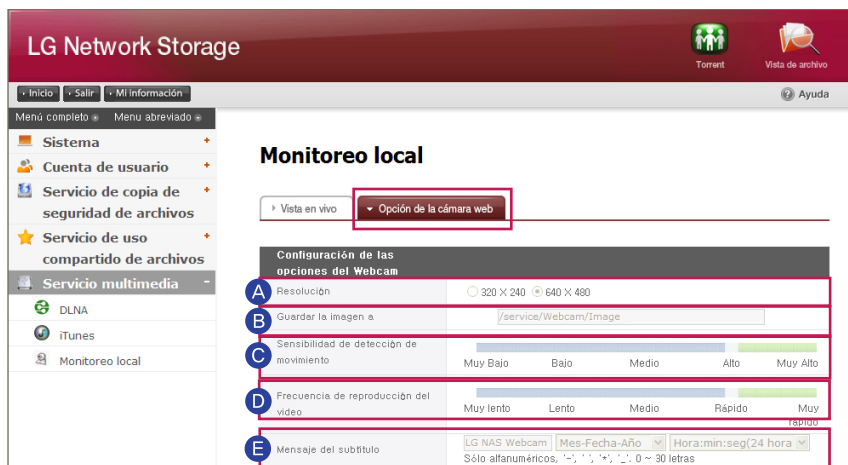 LG Network Storage
Torrent
Vista de archivo
Inicio
Salir
Mi información
Ayuda
Menú completo
Menu abreviado
Sistema
Cuenta de usuario
Servicio de copia de
seguridad de archivos
Servicio de uso
compartido de archivos
Servicio multimedia
DLNA
iTunes
Monitoreo local
Monitoreo local
Vista en vivo
Opción de la cámara web
Configuración de las
opciones del Webcam
A Resolución 320 X 240 640 X 480
B Guardar la imagen a /service/Webcam/Image
C Sensibilidad de detección de
movimiento
Muy Bajo Bajo Medio Alto Muy Alto
D Frecuencia de reproducción del
video
Muy lento Lento Medio Rápido Muy
rápido
E Mensaje del subtítulo LG NAS Webcam Mes-Fecha-Año Hora:min:seg(24 hora
Sólo alfanuméricos, '-', ' ', '*', '_'. 0 ~ 30 letras